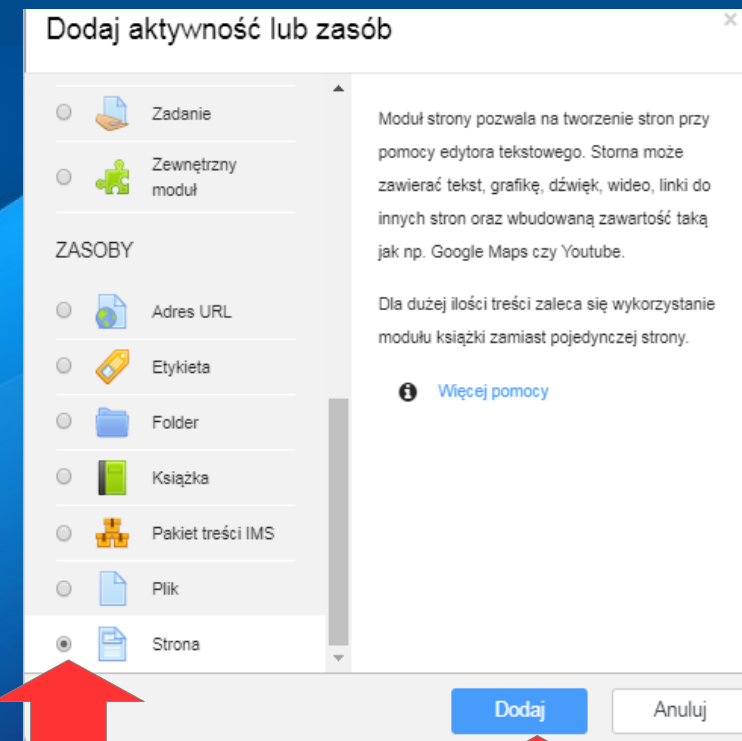 Dodaj aktywność lub zasób
×
Zadanie
Zewnętrzny
moduł
ZASOBY
Adres URL
Etykieta
Folder
Książka
Pakiet treści IMS
Plik
Strona
Moduł strony pozwala na tworzenie stron przy
pomocy edytora tekstowego. Storna może
zawierać tekst, grafikę, dźwięk, wideo, linki do
innych stron oraz wbudowaną zawartość taką
jak np. Google Maps czy Youtube.
Dla dużej ilości treści zaleca się wykorzystanie
modułu książki zamiast pojedynczej strony.
Więcej pomocy
Dodaj
Anuluj